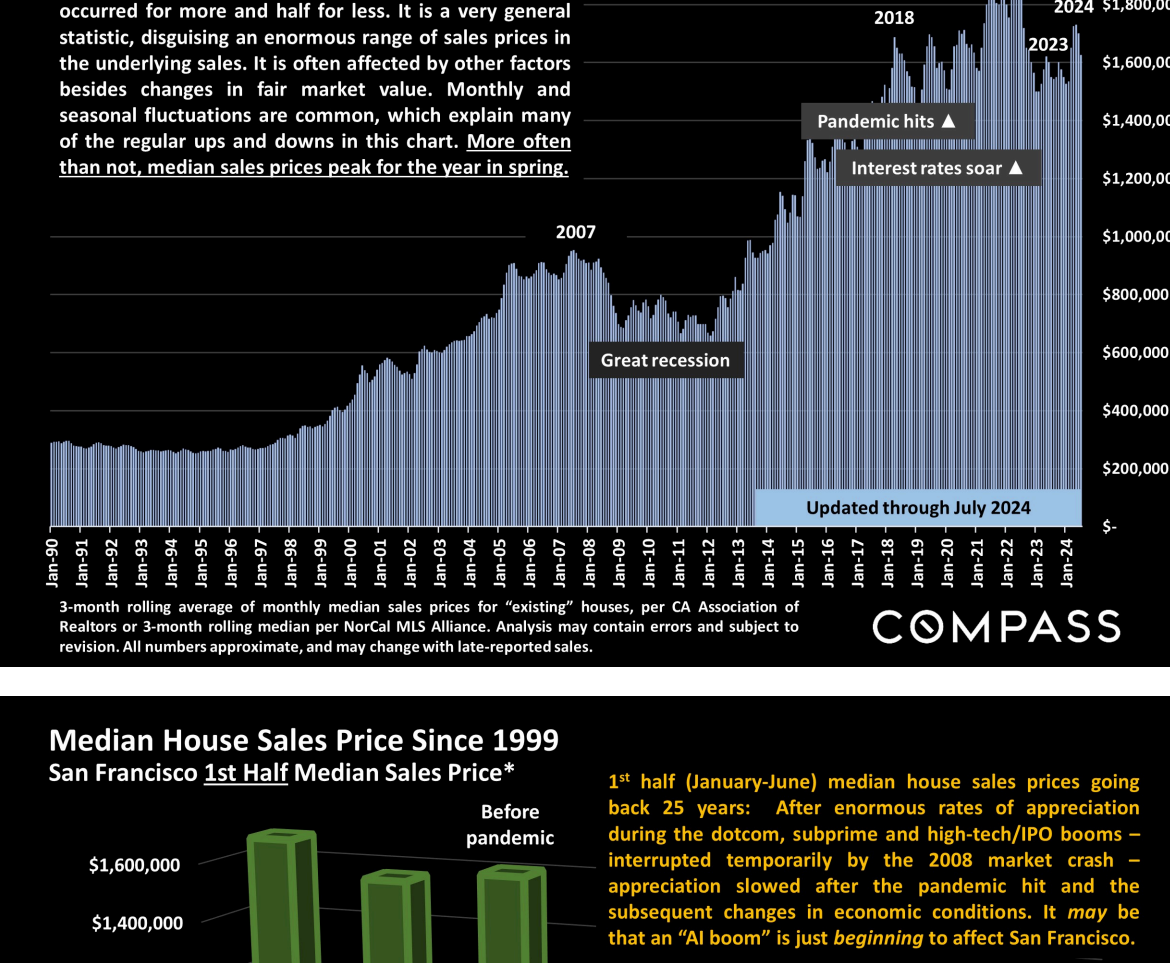 occurred for more and half for less. It is a very general
statistic, disguising an enormous range of sales prices in
the underlying sales. It is often affected by other factors
besides changes in fair market value. Monthly and
seasonal fluctuations are common, which explain many
of the regular ups and downs in this chart. More often
than not, median sales prices peak for the year in spring.
2024
2018
2023
$1,800,00
$1,600,00
$1,400,00
$1,200,00
$1,000,00
$800,000
$600,000
$400,000
$200,000
$-
Pandemic hits ▲
Interest rates soar ▲
2007
Great recession
Updated through July 2024
Jan-90
Jan-91
Jan-92
Jan-93
Jan-94
Jan-95
Jan-96
Jan-97
Jan-98
Jan-99
Jan-00
Jan-01
Jan-02
Jan-03
Jan-04
Jan-05
Jan-06
Jan-07
Jan-08
Jan-09
Jan-10
Jan-11
Jan-12
Jan-13
Jan-14
Jan-15
Jan-16
Jan-17
Jan-18
Jan-19
Jan-20
Jan-21
Jan-22
Jan-23
Jan-24
3-month rolling average of monthly median sales prices for “existing” houses, per CA Association of
Realtors or 3-month rolling median per NorCal MLS Alliance. Analysis may contain errors and subject to
revision. All numbers approximate, and may change with late-reported sales.
COMPASS
Median House Sales Price Since 1999
San Francisco 1st Half Median Sales Price*
Before
pandemic
$1,600,000
$1,400,000
1st half (January-June) median house sales prices going
back 25 years: After enormous rates of appreciation
during the dotcom, subprime and high-tech/IPO booms –
interrupted temporarily by the 2008 market crash –
appreciation slowed after the pandemic hit and the
subsequent changes in economic conditions. It may be
that an “AI boom” is just beginning to affect San Francisco.